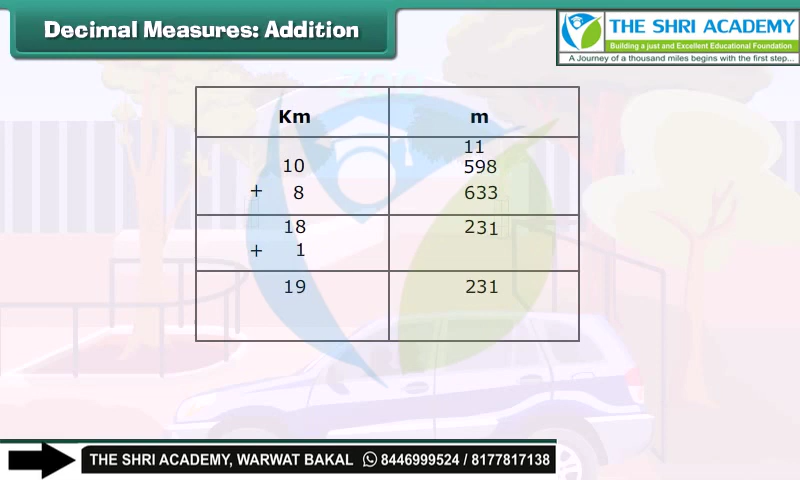 Decimal Measures: Addition
THE SHRI ACADEMY
Building a just and Excellent Educational Foundation
A Journey of a thousand miles begins with the first step...
Km m
11
10 598
+ 8 633
18 231
+ 1
19 231
THE SHRI ACADEMY, WARWAT BAKAL 8446999524 / 8177817138